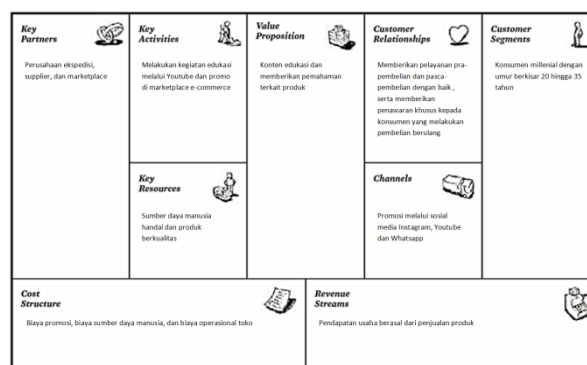 Key
Partners
Perusahaan ekspedisi,
supplier, dan marketplace
Key
Activities
Melakukan kegiatan edukasi
melalui Youtube dan promo
di marketplace e-commerce
Key
Resources
Sumber daya manusia
handal dan produk
berkualitas
Value
Proposition
Konten edukasi dan
memberikan pemahaman
terkait produk
Customer
Relationships
Memberikan pelayanan pra-
pembelian dan pasca-
pembelian dengan baik ,
serta memberikan
penawaran khusus kepada
konsumen yang melakukan
pembelian berulang
Channels
Promosi melalui sosial
media Instagram, Youtube
dan Whatsapp
Customer
Segments
Konsumen millenial dengan
umur berkisar 20 hingga 35
tahun
Cost
Structure
Biaya promosi, biaya sumber daya manusia, dan biaya operasional toko
Revenue
Streams
Pendapatan usaha berasal dari penjualan produk